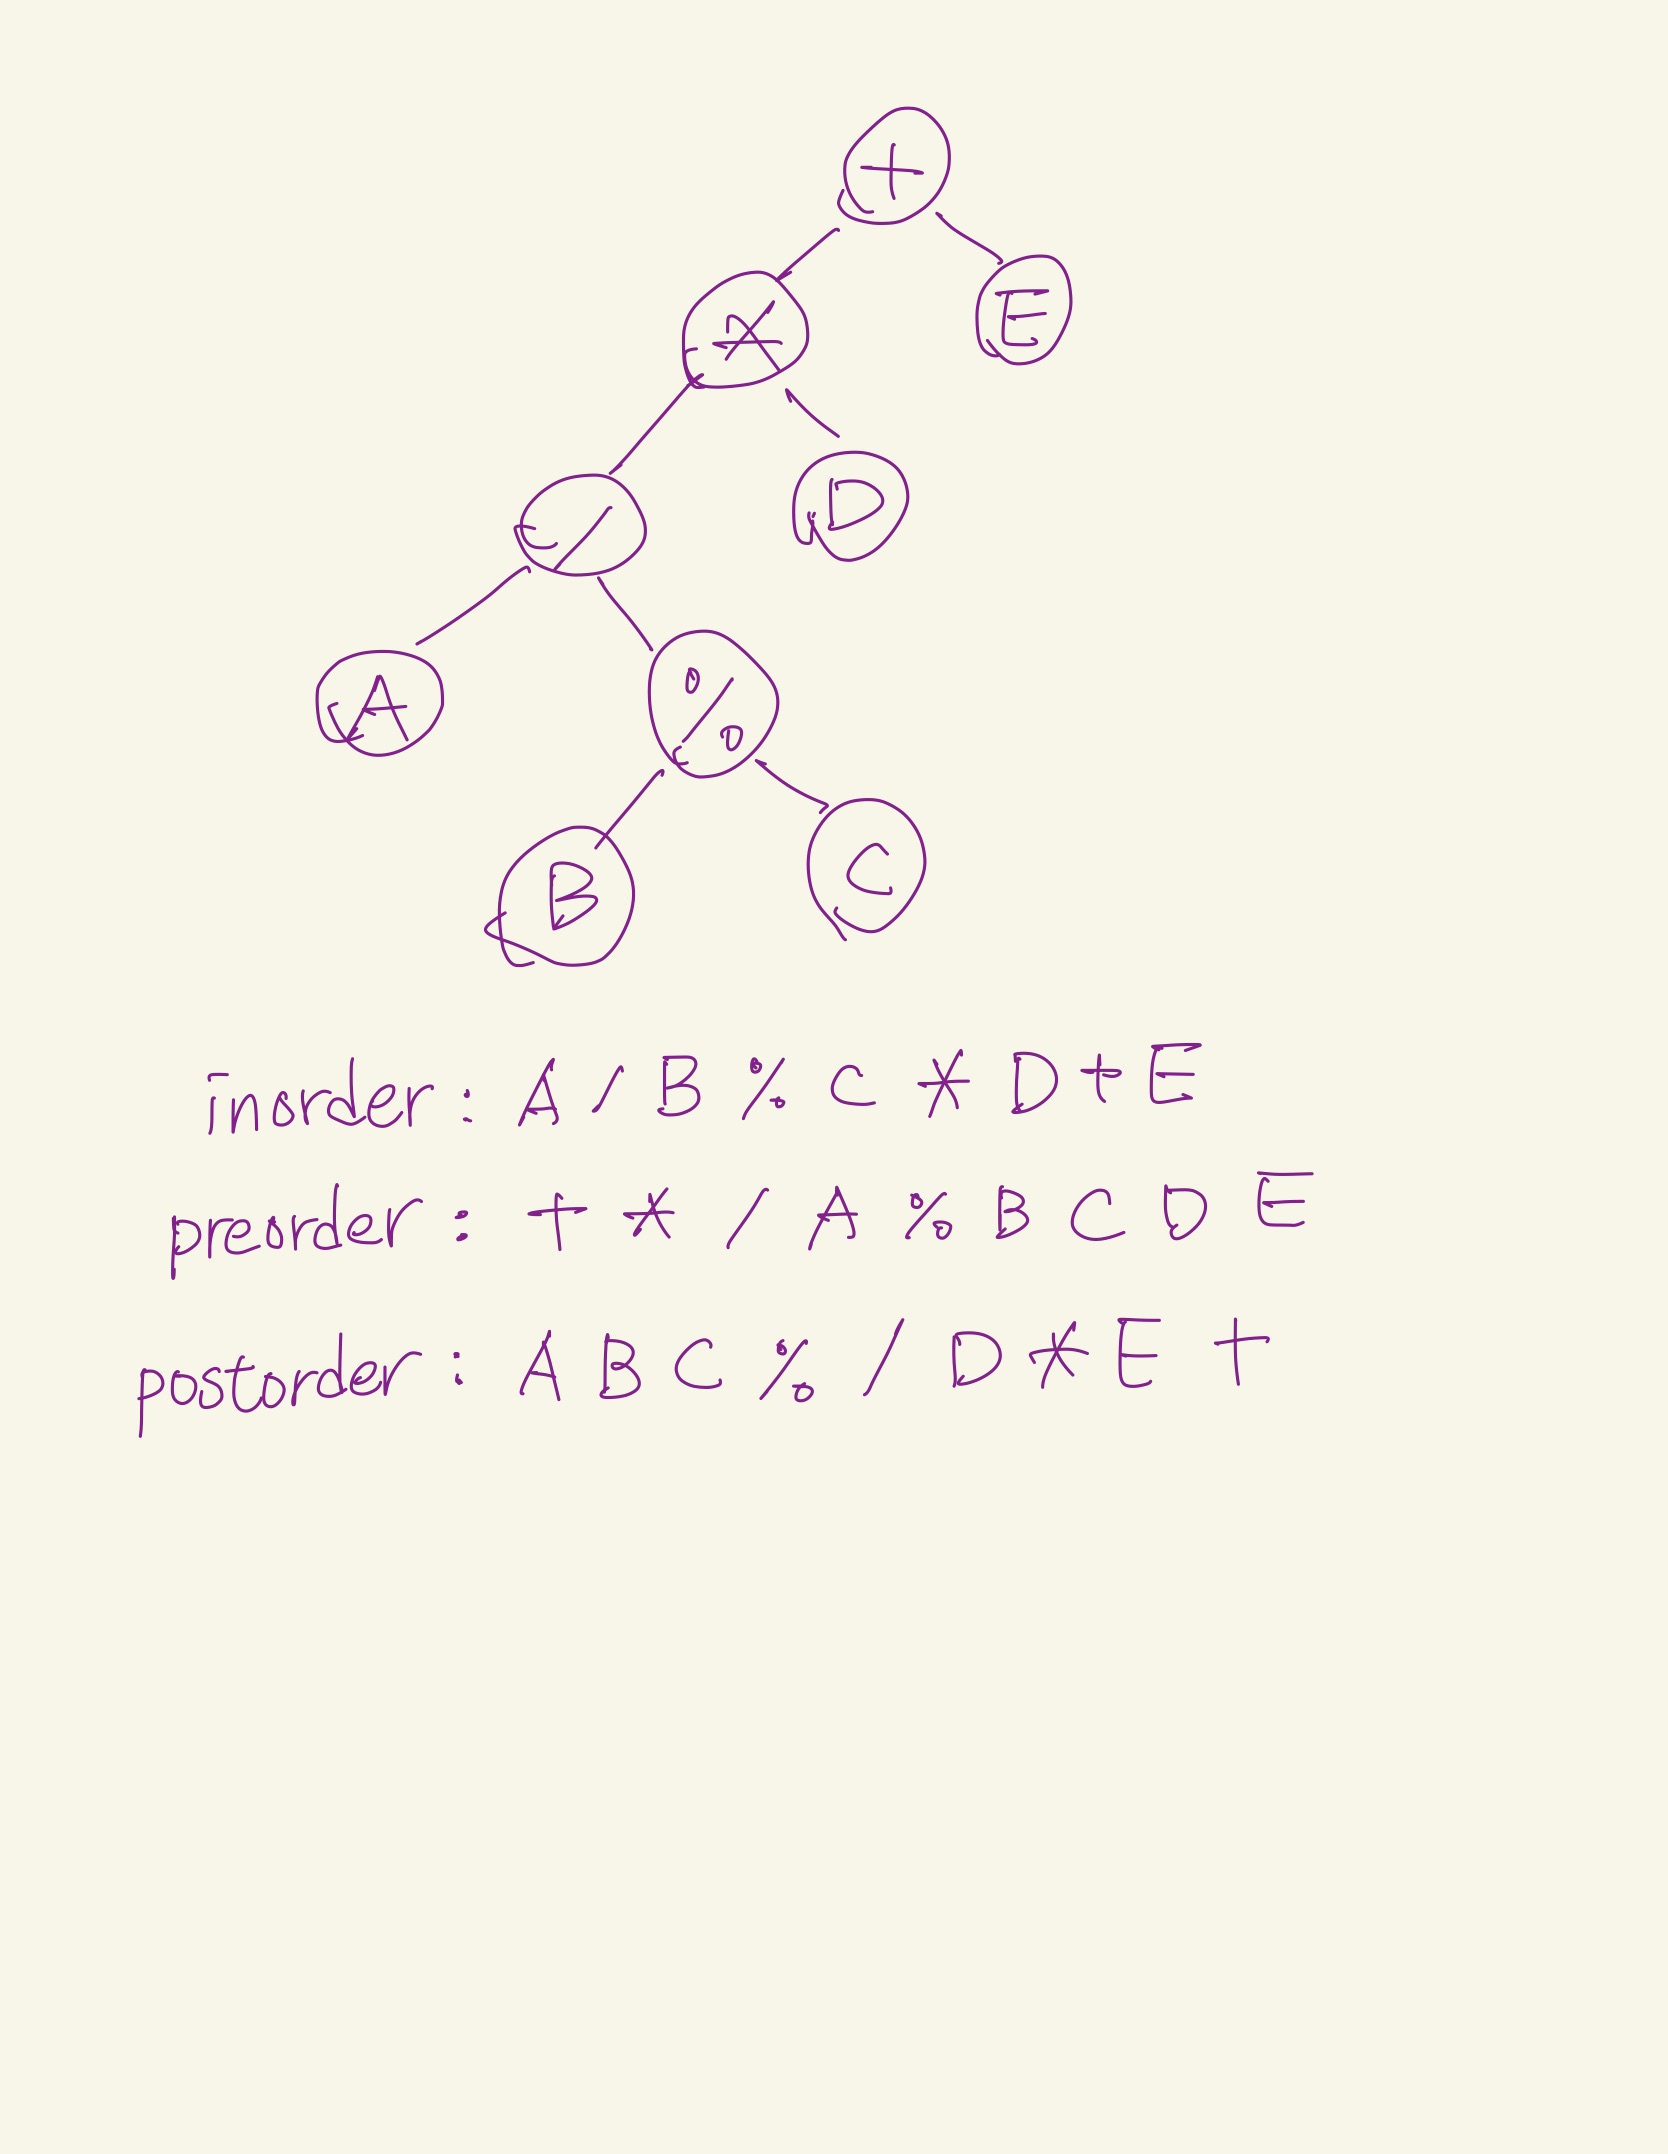 +
* E
/ D
A %
B C
inorder: A / B % C * D + E
preorder: + * / A % B C D E
postorder: A B C % / D * E +